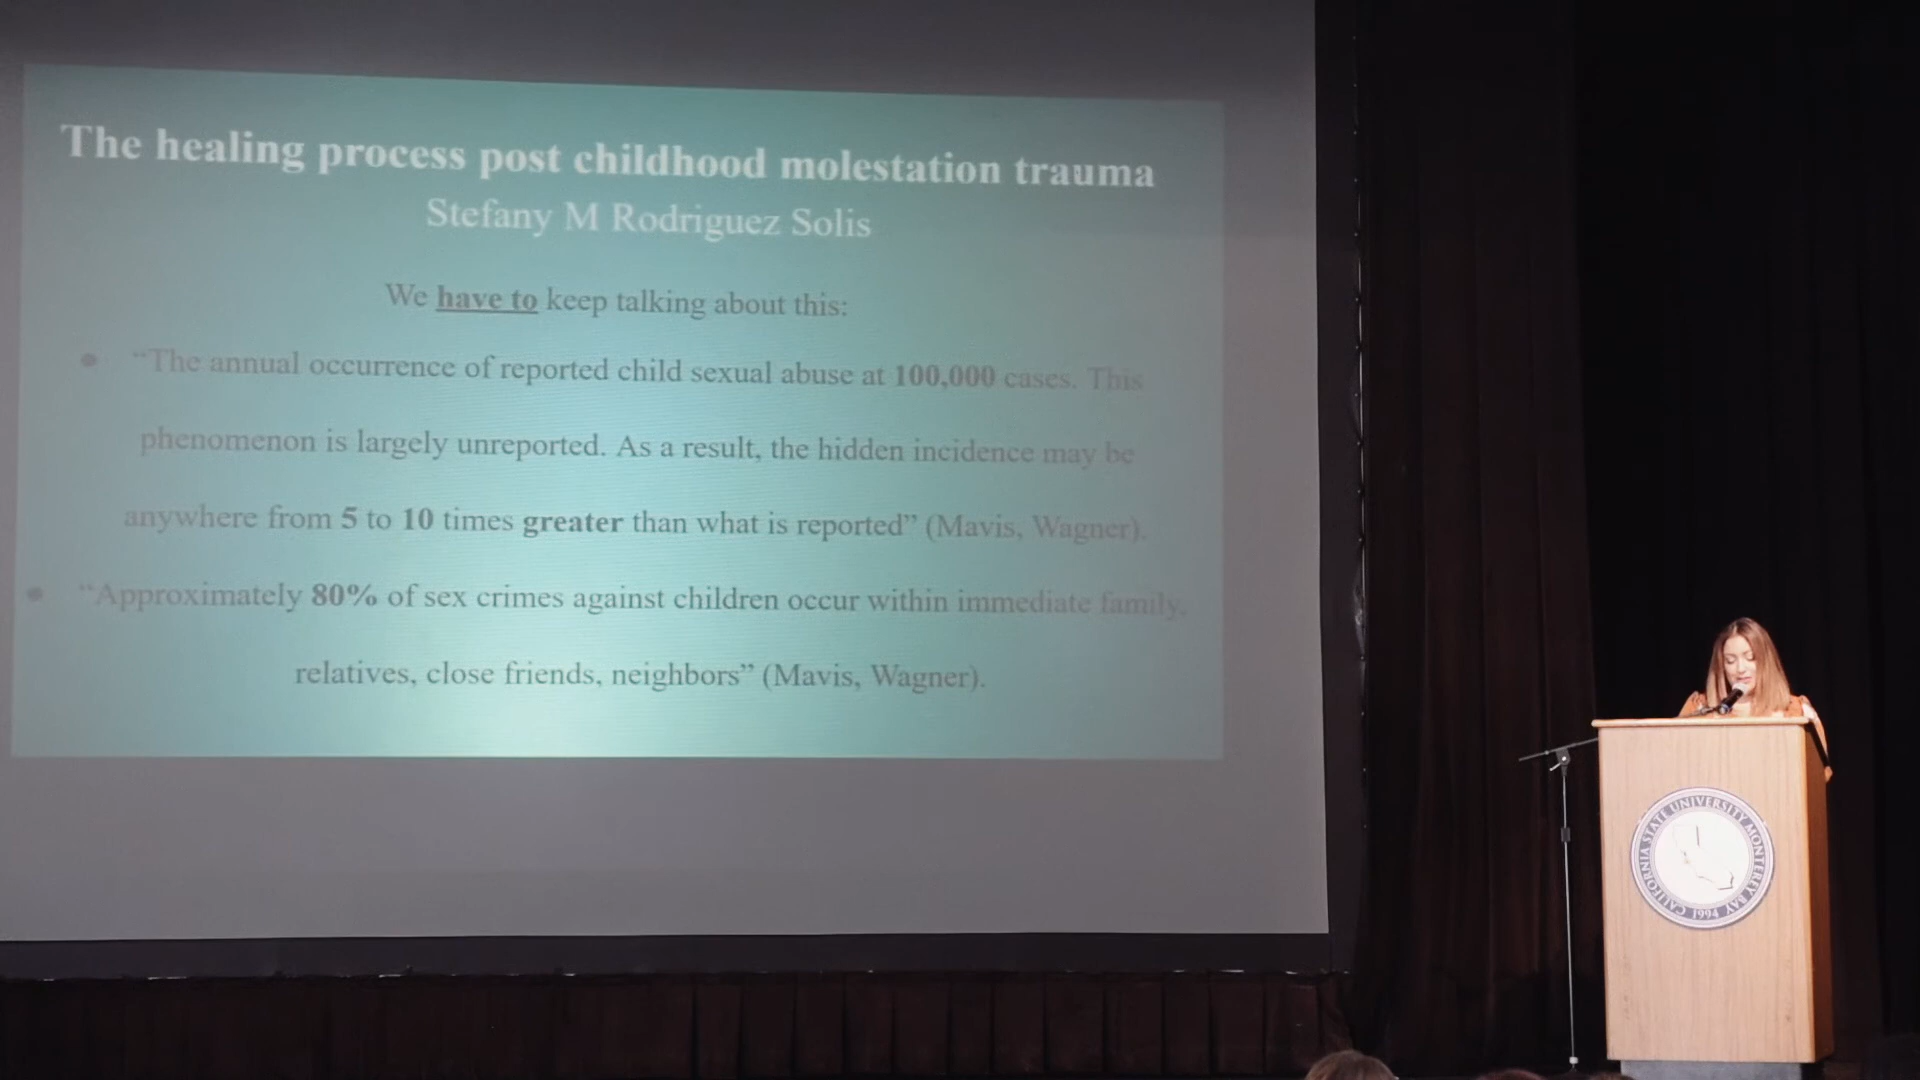 The healing process post childhood molestation trauma
Stefany M Rodriguez Solis
We have to keep talking about this:
● “The annual occurrence of reported child sexual abuse at 100,000 cases. This
phenomenon is largely unreported. As a result, the hidden incidence may be
anywhere from 5 to 10 times greater than what is reported” (Mavis, Wagner).
● “Approximately 80% of sex crimes against children occur within immediate family,
relatives, close friends, neighbors” (Mavis, Wagner).
CALIFORNIA STATE UNIVERSITY MONTEREY BAY
1994